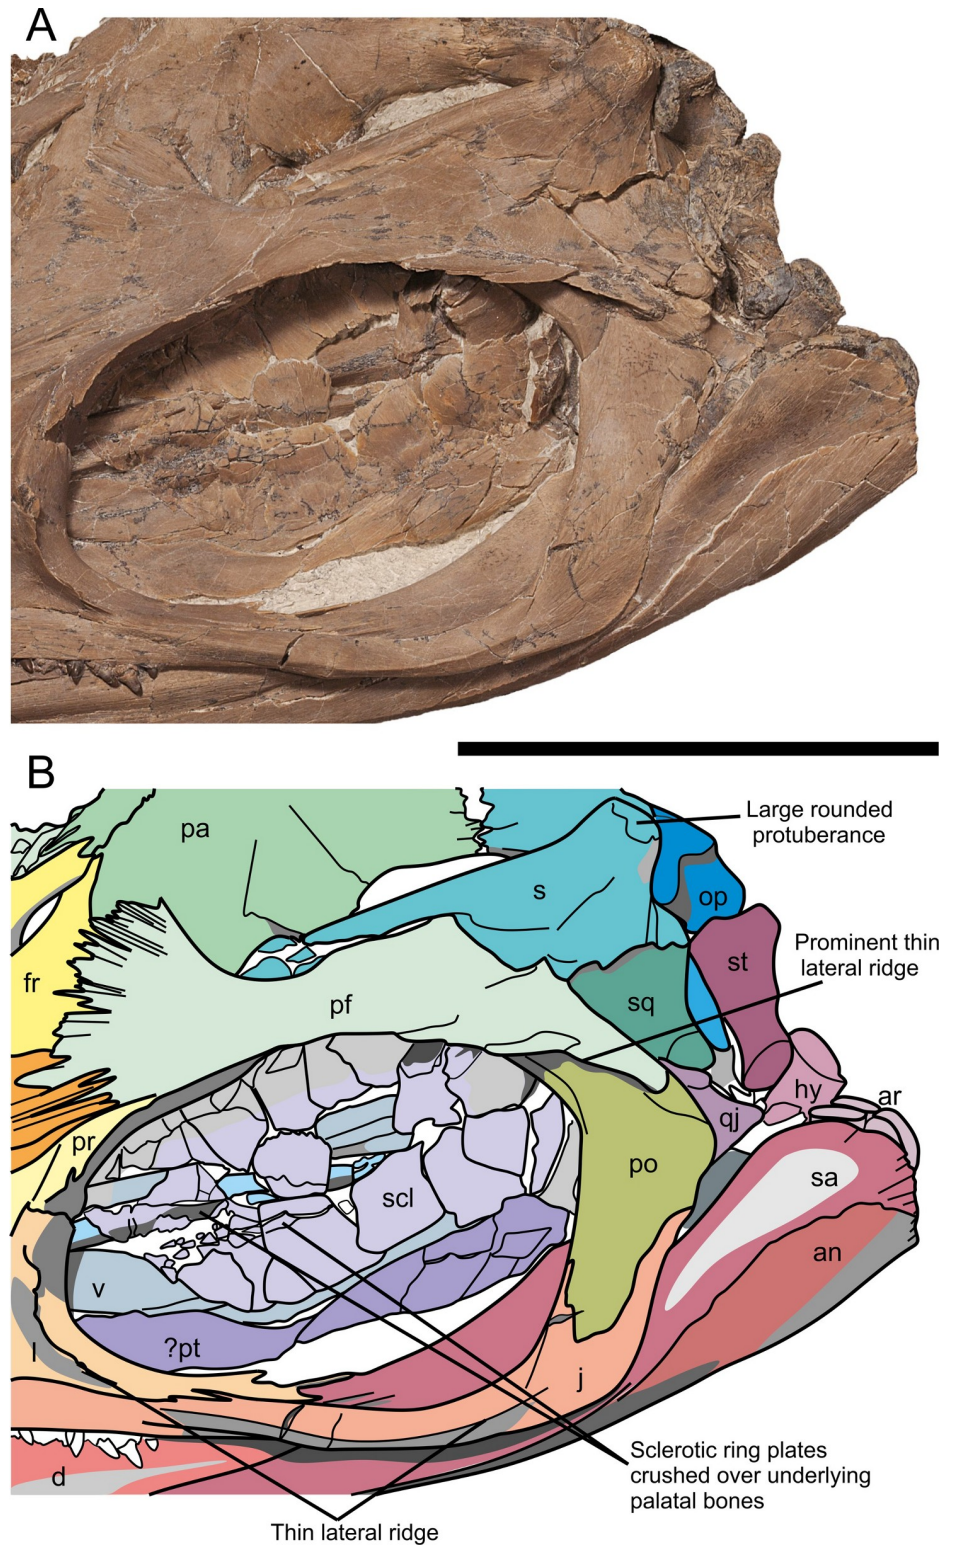 A
B
Large rounded
protuberance
pa
s
op
Prominent thin
lateral ridge
st
fr
sq
pf
hy
ar
qj
pr
po
sa
scl
an
v
?pt
l
j
Sclerotic ring plates
crushed over underlying
palatal bones
d
Thin lateral ridge